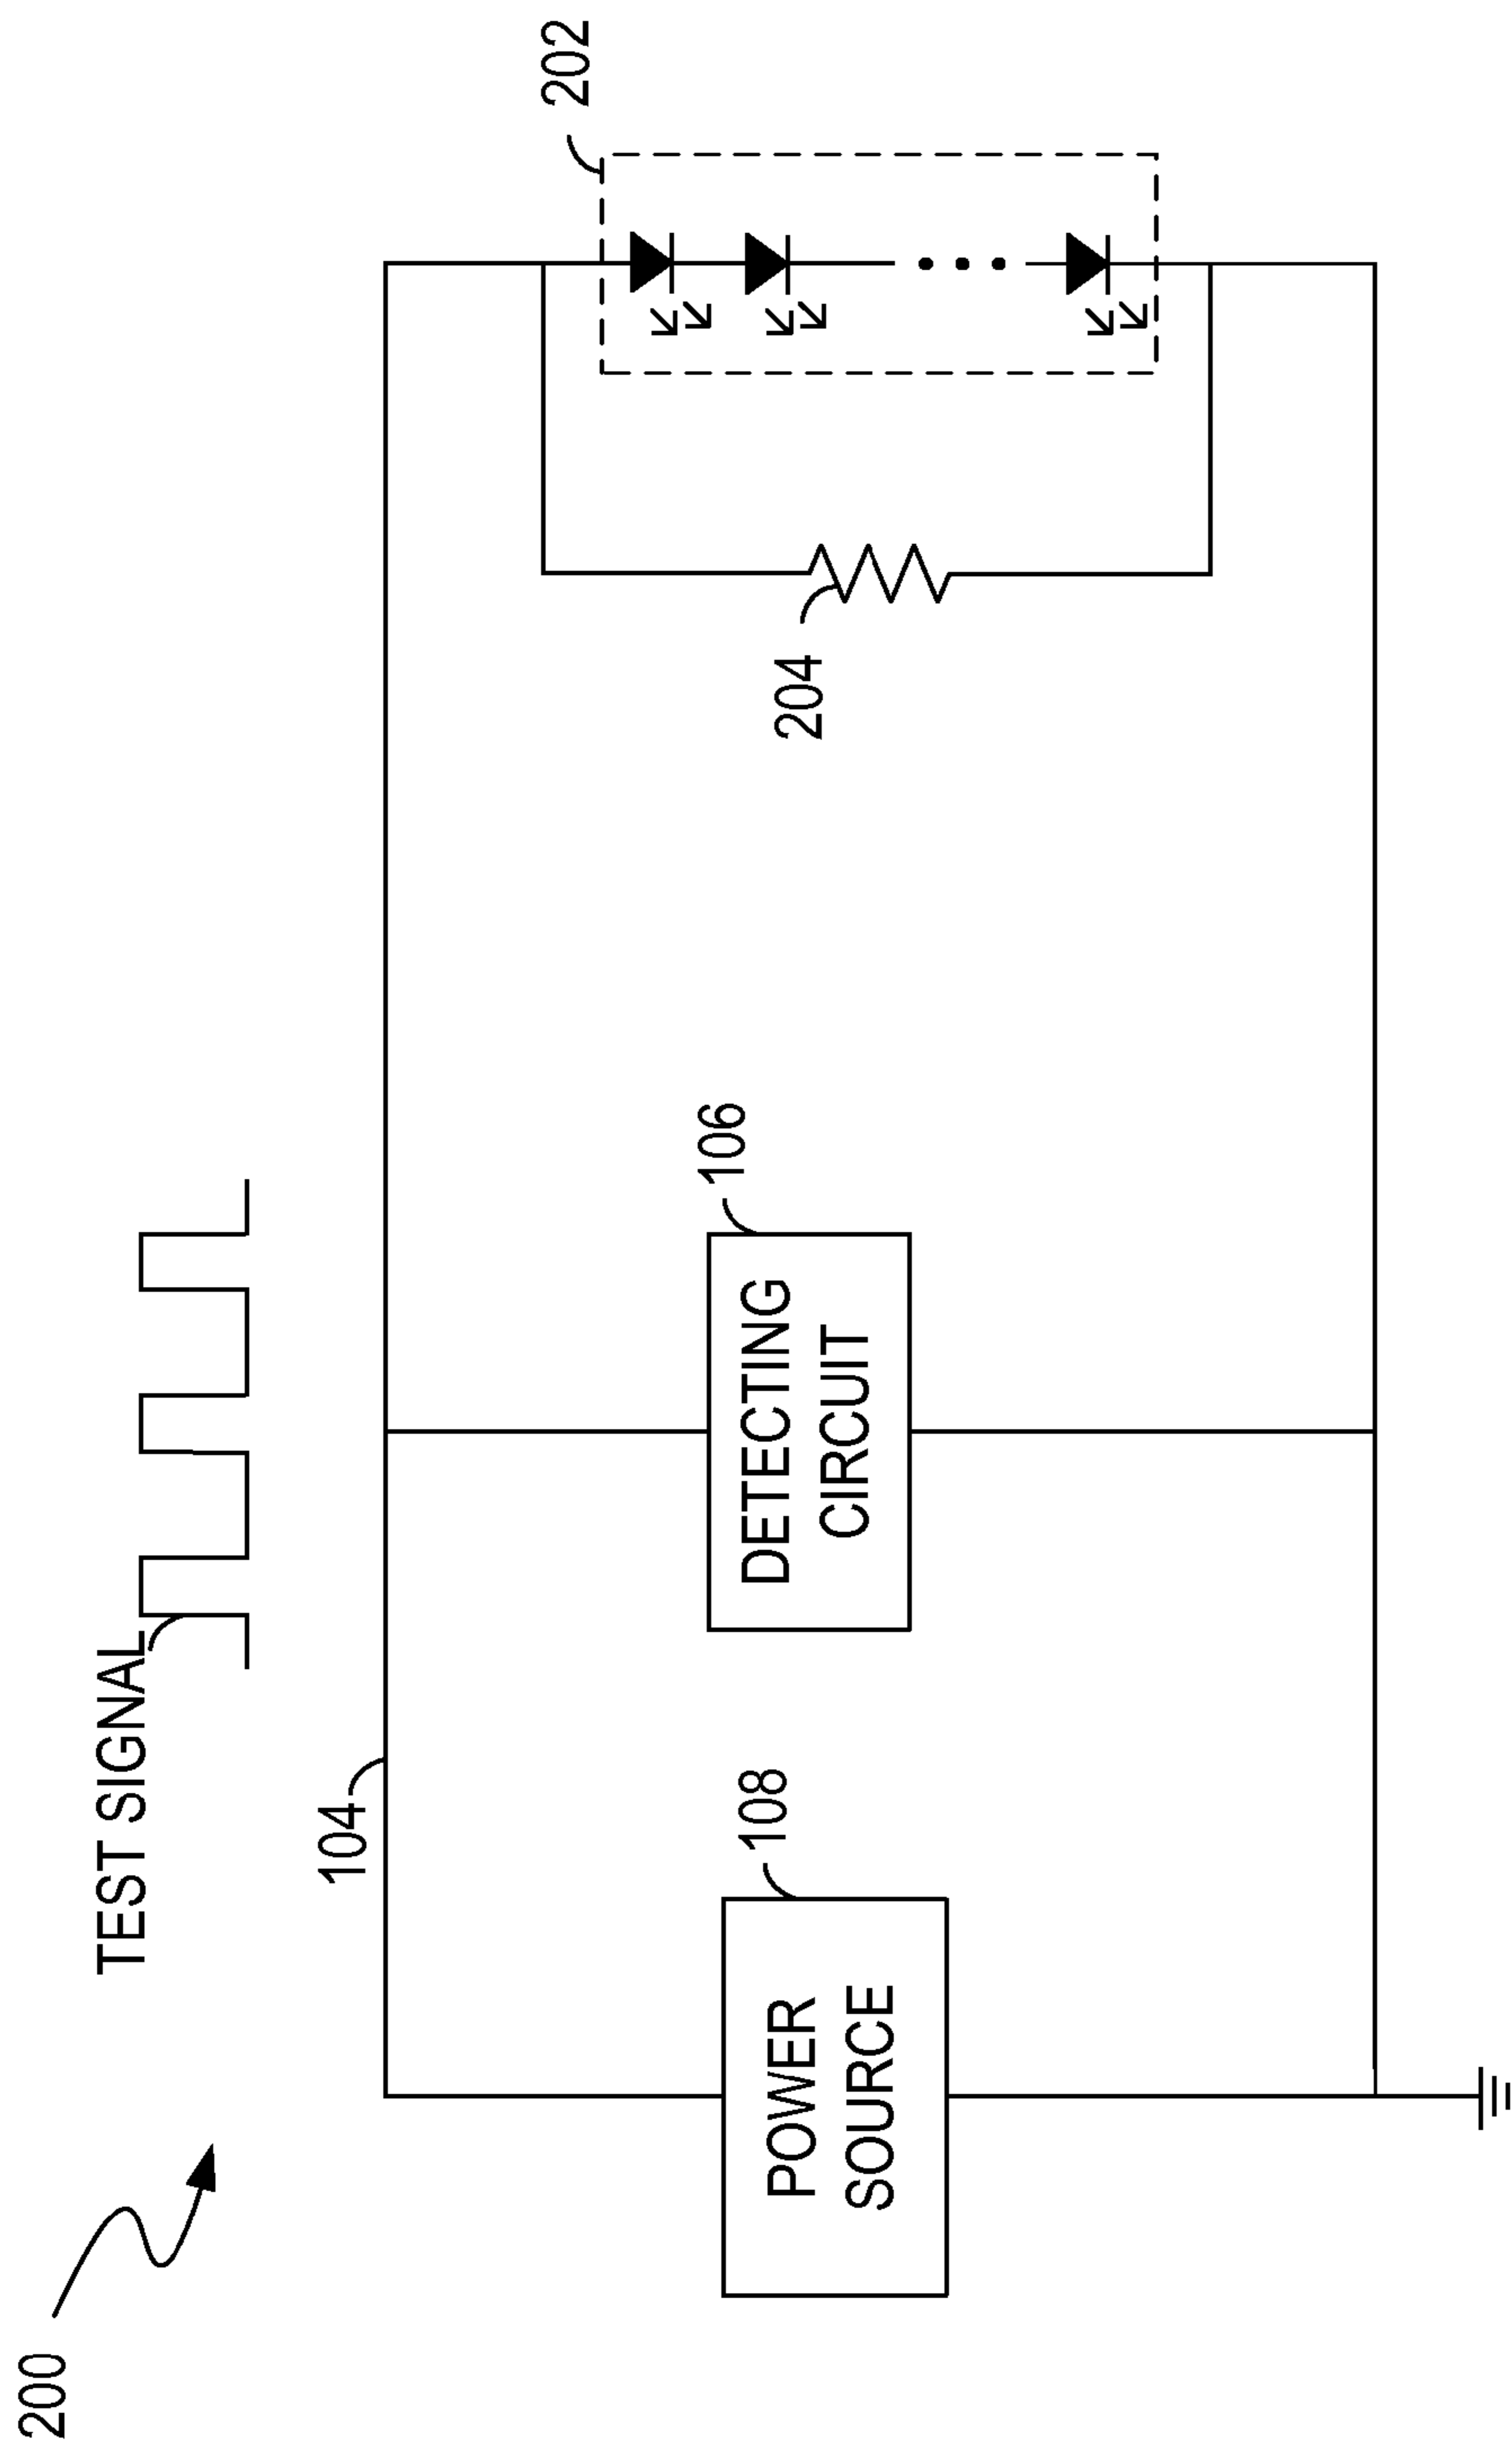 200
TEST SIGNAL
104
202
108
106
204
POWER
SOURCE
DETECTING
CIRCUIT